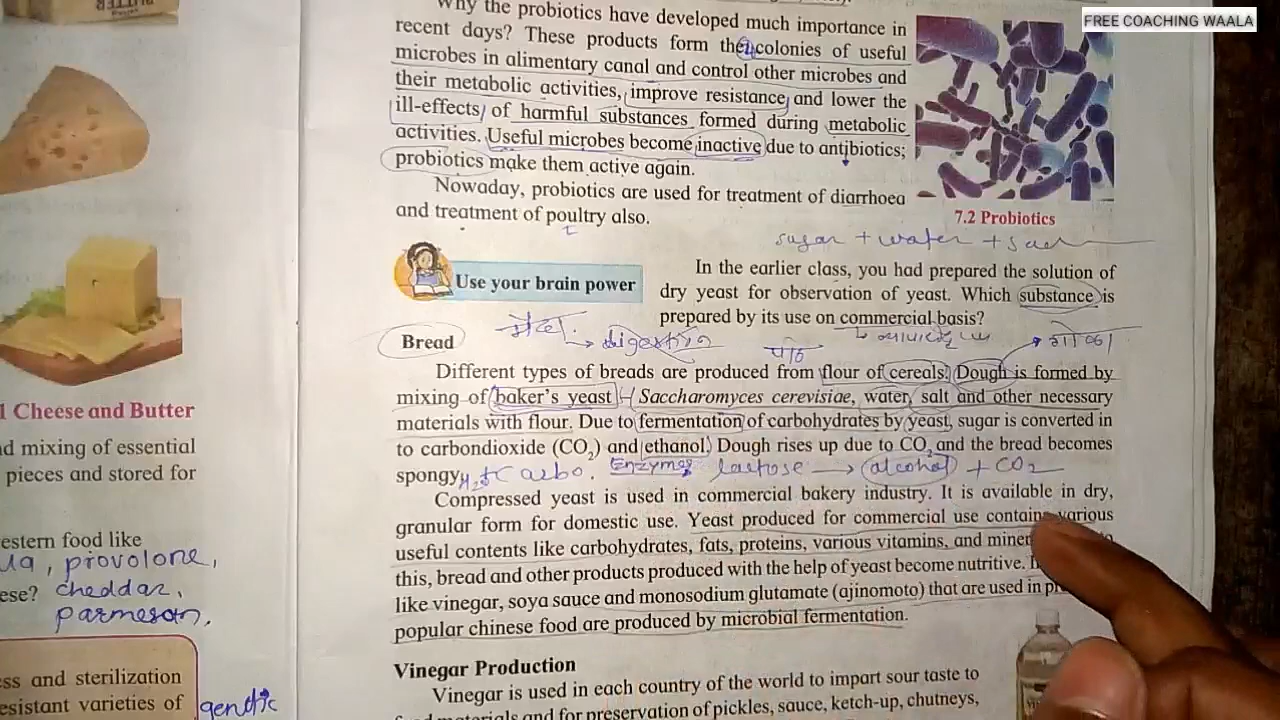 FREE COACHING WAALA
Why the probiotics have developed much importance in
recent days? These products form the colonies of useful
microbes in alimentary canal and control other microbes and
their metabolic activities, improve resistance and lower the
ill-effects of harmful substances formed during metabolic
activities. Useful microbes become inactive due to antibiotics;
probiotics make them active again.
Nowaday, probiotics are used for treatment of diarrhoea
and treatment of poultry also.
7.2 Probiotics
sugar + water +
Use your brain power
In the earlier class, you had prepared the solution of
dry yeast for observation of yeast. Which substance is
prepared by its use on commercial basis?
digestion
Bread
Different types of breads are produced from flour of cereals. Dough is formed by
mixing of baker's yeast - Saccharomyces cerevisiae, water, salt and other necessary
materials with flour. Due to fermentation of carbohydrates by yeast, sugar is converted in
to carbondioxide (CO₂) and ethanol. Dough rises up due to CO₂ and the bread becomes
spongy.
Carbo. Enzymes lactose → alcohol + CO2
Compressed yeast is used in commercial bakery industry. It is available in dry,
granular form for domestic use. Yeast produced for commercial use contains various
useful contents like carbohydrates, fats, proteins, various vitamins, and
this, bread and other products produced with the help of yeast become nutritive.
like vinegar, soya sauce and monosodium glutamate (ajinomoto) that are used in
popular chinese food are produced by microbial fermentation.
Vinegar Production
Vinegar is used in each country of the world to impart sour taste to
food materials and for preservation of pickles, sauce, ketch-up, chutneys,
1 Cheese and Butter
nd mixing of essential
pieces and stored for
estern food like
provolone,
ese? cheddar,
parmesan.
ess and sterilization
esistant varieties of
genetic